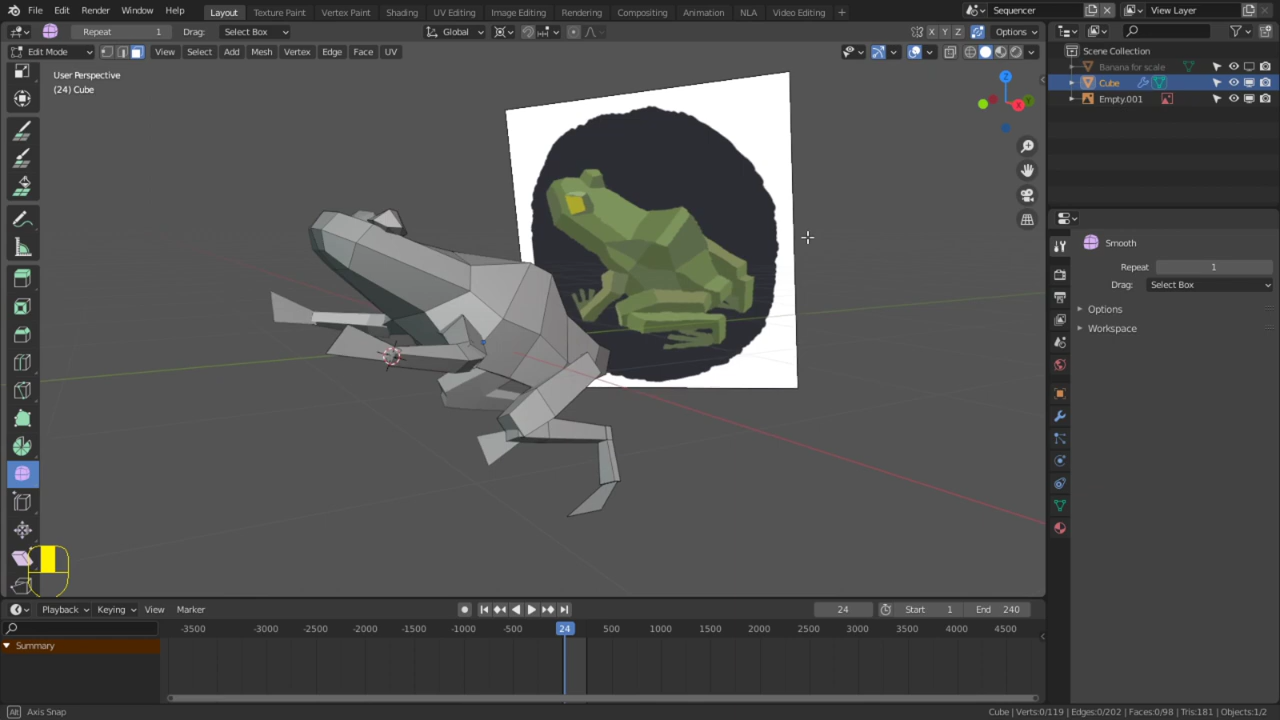 File Edit Render Window Help Layout Texture Paint Vertex Paint Shading UV Editing Image Editing Rendering Compositing Animation NLA Video Editing + Sequencer View Layer
Repeat 1 Drag: Select Box Global X Y Z Options
Edit Mode View Select Add Mesh Vertex Edge Face UV
Scene Collection
Banana for scale
Cube
Empty.001
User Perspective
(24) Cube
Z
X
Y
Smooth
Repeat 1
Drag: Select Box
Options
Workspace
Playback Keying View Marker 24 Start 1 End 240
-3500 -3000 -2500 -2000 -1500 -1000 -500 24 500 1000 1500 2000 2500 3000 3500 4000 4500
Summary
Alt Axis Snap Cube | Verts:0/119 | Edges:0/202 | Faces:0/98 | Tris:181 | Objects:1/2